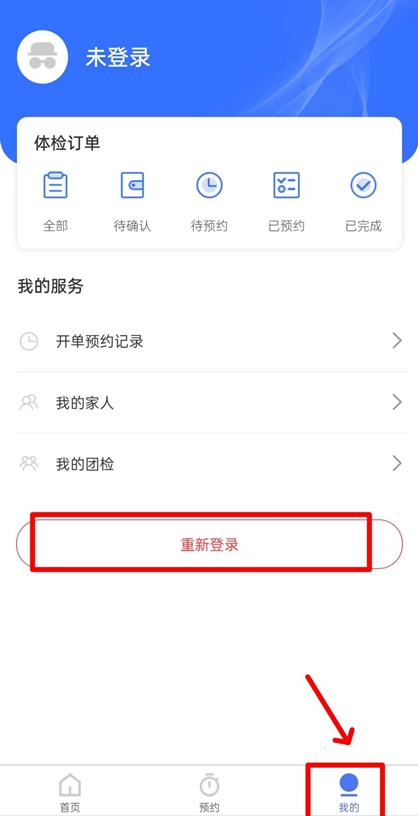 未登录
体检订单
全部
待确认
待预约
已预约
已完成
我的服务
开单预约记录
我的家人
我的团检
重新登录
首页
预约
我的